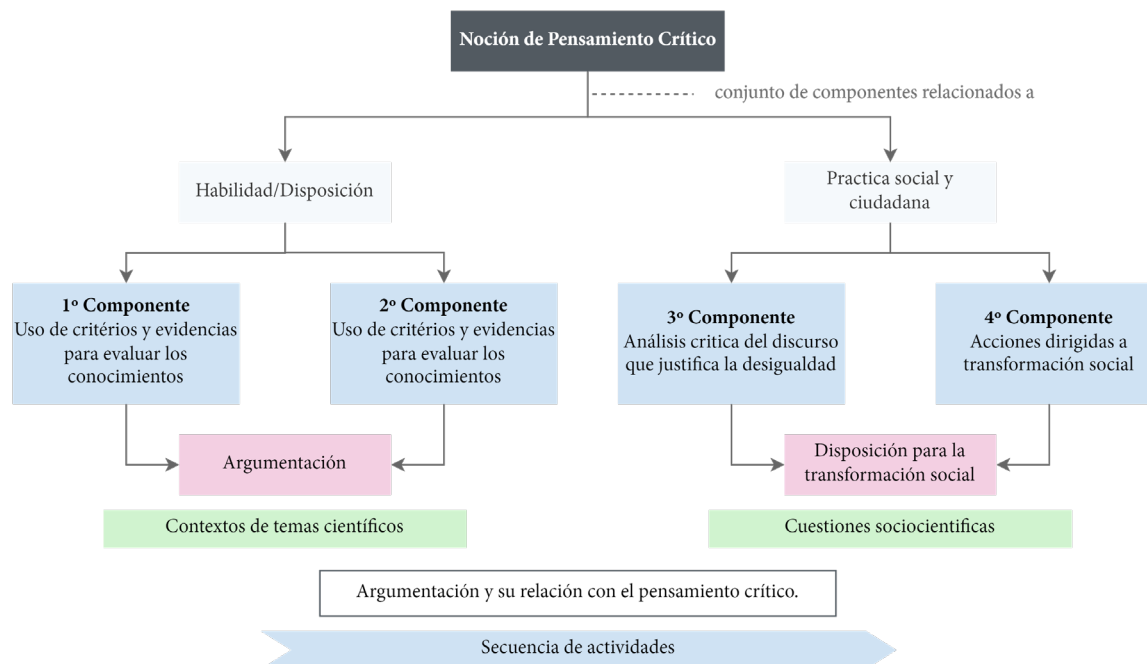 Noción de Pensamiento Crítico
conjunto de componentes relacionados a
Habilidad/Disposición
Practica social y
ciudadana
1º Componente
Uso de critérios y evidencias
para evaluar los
conocimientos
2º Componente
Uso de critérios y evidencias
para evaluar los
conocimientos
3º Componente
Análisis critica del discurso
que justifica la desigualdad
4º Componente
Acciones dirigidas a
transformación social
Argumentación
Disposición para la
transformación social
Contextos de temas científicos
Cuestiones sociocientificas
Argumentación y su relación con el pensamiento crítico.
Secuencia de actividades